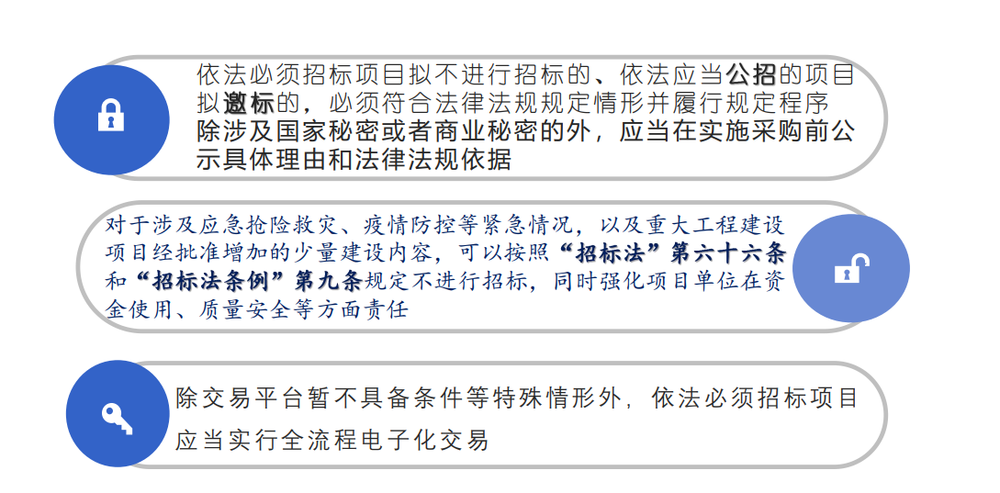 依法必须招标项目拟不进行招标的、依法应当公招的项目
拟邀标的，必须符合法律法规规定情形并履行规定程序
除涉及国家秘密或者商业秘密的外，应当在实施采购前公
示具体理由和法律法规依据
对于涉及应急抢险救灾、疫情防控等紧急情况，以及重大工程建设
项目经批准增加的少量建设内容，可以按照“招标法”第六十六条
和“招标法条例”第九条规定不进行招标，同时强化项目单位在资
金使用、质量安全等方面责任
除交易平台暂不具备条件等特殊情形外，依法必须招标项目
应当实行全流程电子化交易